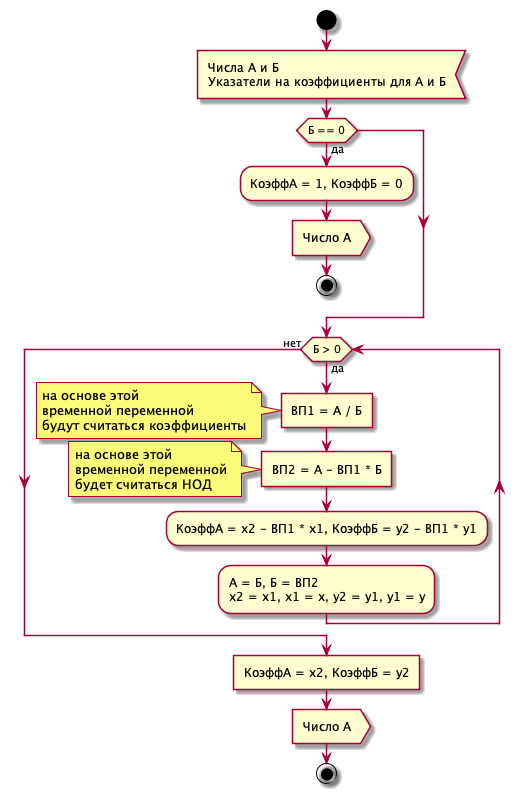 Числа А и Б
Указатели на коэффициенты для А и Б
Б == 0
да
КоэффА = 1, КоэффБ = 0
Число А
нет
Б > 0
да
на основе этой
временной переменной
будут считаться коэффициенты
ВП1 = А / Б
на основе этой
временной переменной
будет считаться НОД
ВП2 = А – ВП1 * Б
КоэффА = x2 – ВП1 * x1, КоэффБ = y2 – ВП1 * y1
А = Б, Б = ВП2
x2 = x1, x1 = x, y2 = y1, y1 = y
КоэффА = x2, КоэффБ = y2
Число А